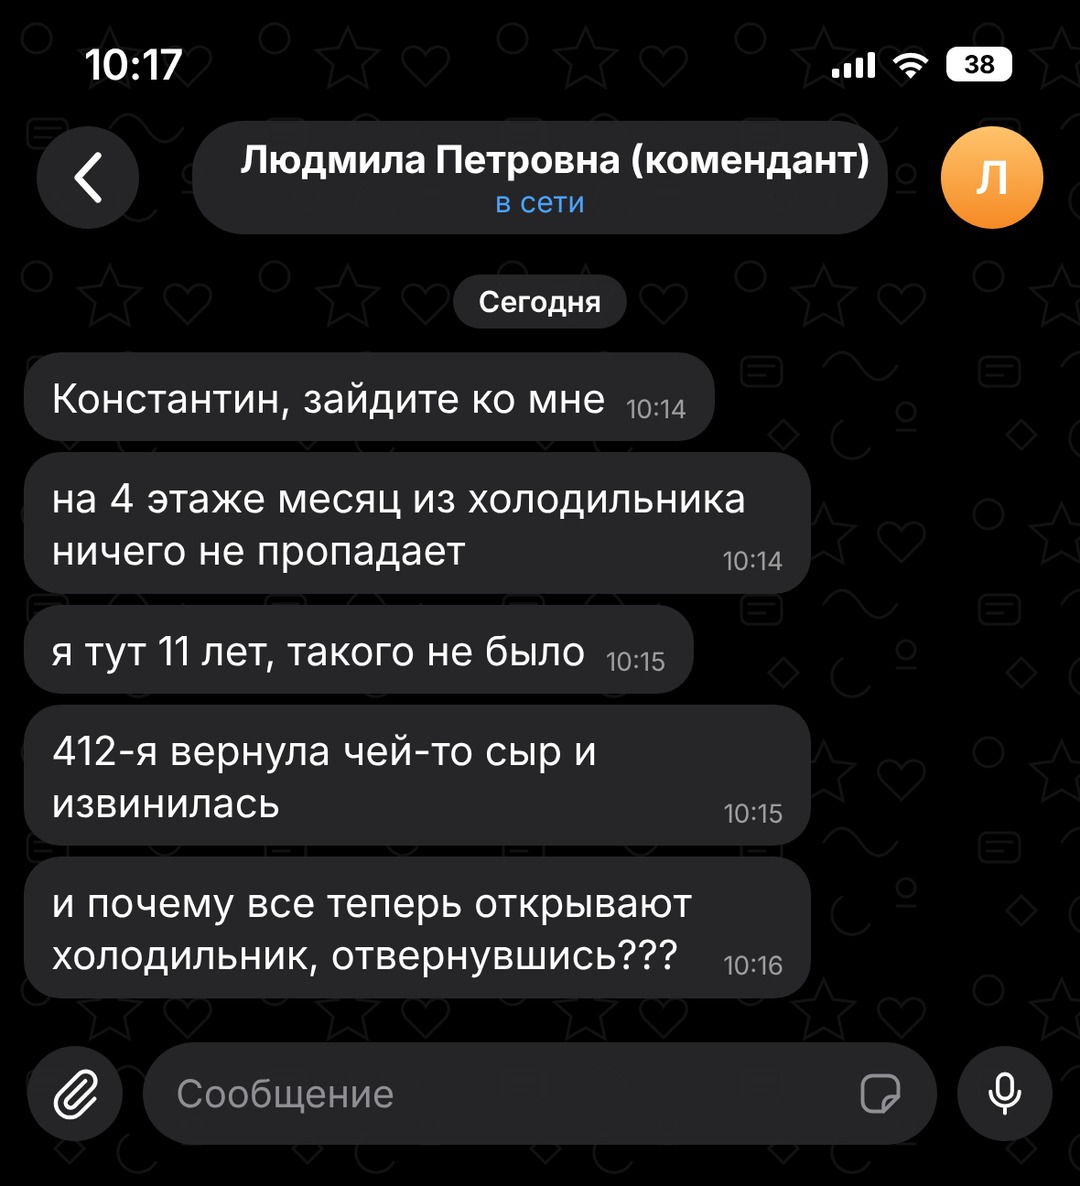 10:17
38
Людмила Петровна (комендант)
в сети
Л
Сегодня
Константин, зайдите ко мне 10:14
на 4 этаже месяц из холодильника
ничего не пропадает 10:14
я тут 11 лет, такого не было 10:15
412-я вернула чей-то сыр и
извинилась 10:15
и почему все теперь открывают
холодильник, отвернувшись??? 10:16
Сообщение